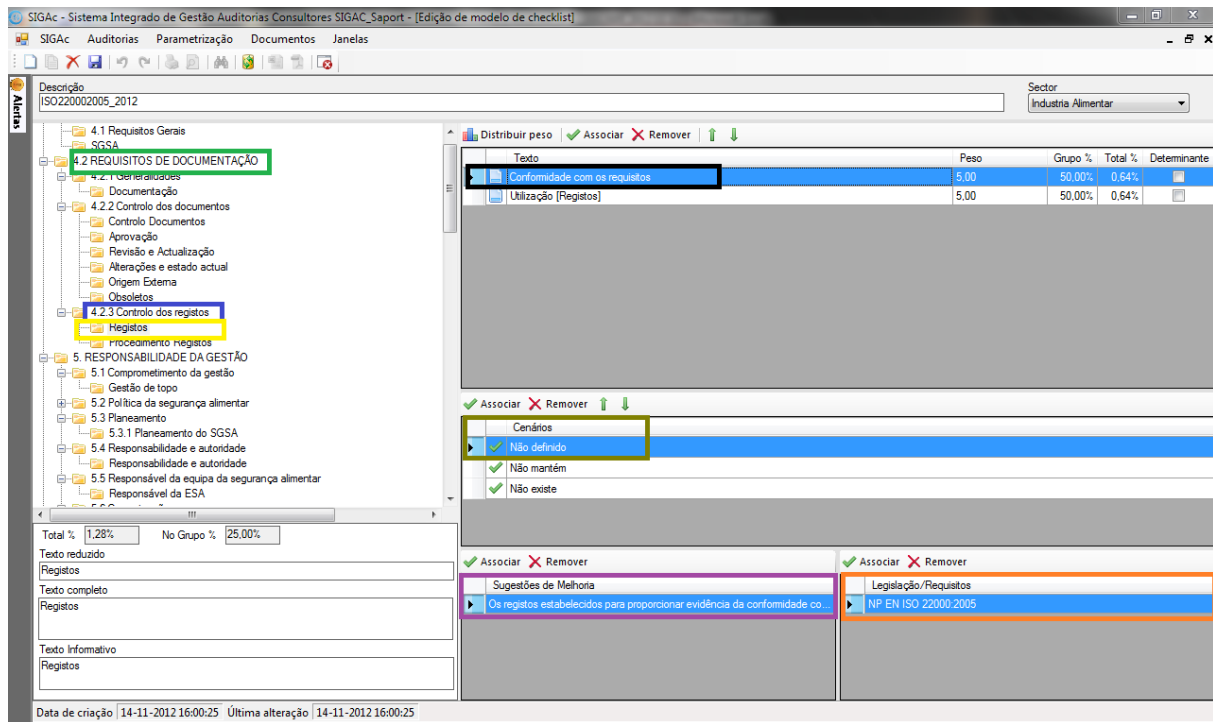 SIGAc - Sistema Integrado de Gestão Auditorias Consultores SIGAC_Saport - [Edição de modelo de checklist]
SIGAc Auditorias Parametrização Documentos Janelas
Alertas
Descrição
Sector
ISO220002005_2012
Industria Alimentar
4.1 Requisitos Gerais
SGSA
4.2 REQUISITOS DE DOCUMENTAÇÃO
4.2.1 Generalidades
Documentação
4.2.2 Controlo dos documentos
Controlo Documentos
Aprovação
Revisão e Actualização
Alterações e estado actual
Origem Externa
Obsoletos
4.2.3 Controlo dos registos
Registos
Procedimento Registos
5. RESPONSABILIDADE DA GESTÃO
5.1 Comprometimento da gestão
Gestão de topo
5.2 Política da segurança alimentar
5.3 Planeamento
5.3.1 Planeamento do SGSA
5.4 Responsabilidade e autoridade
Responsabilidade e autoridade
5.5 Responsável da equipa da segurança alimentar
Responsável da ESA
Total % 1,28% No Grupo % 25,00%
Texto reduzido
Registos
Texto completo
Registos
Texto Informativo
Registos
Distribuir peso Associar Remover
Texto Peso Grupo % Total % Determinante
Conformidade com os requisitos 5,00 50,00% 0,64%
Utilização [Registos] 5,00 50,00% 0,64%
Associar Remover
Cenários
Não definido
Não mantém
Não existe
Associar Remover
Sugestões de Melhoria
Os registos estabelecidos para proporcionar evidência da conformidade co...
Associar Remover
Legislação/Requisitos
NP EN ISO 22000:2005
Data de criação 14-11-2012 16:00:25 Última alteração 14-11-2012 16:00:25